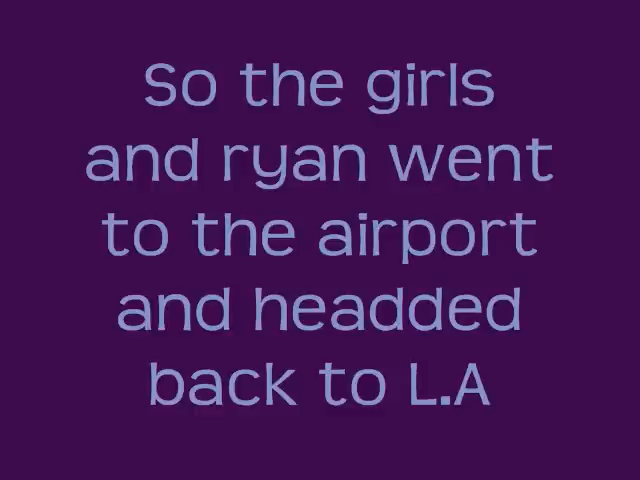 So the girls
and ryan went
to the airport
and headded
back to L.A